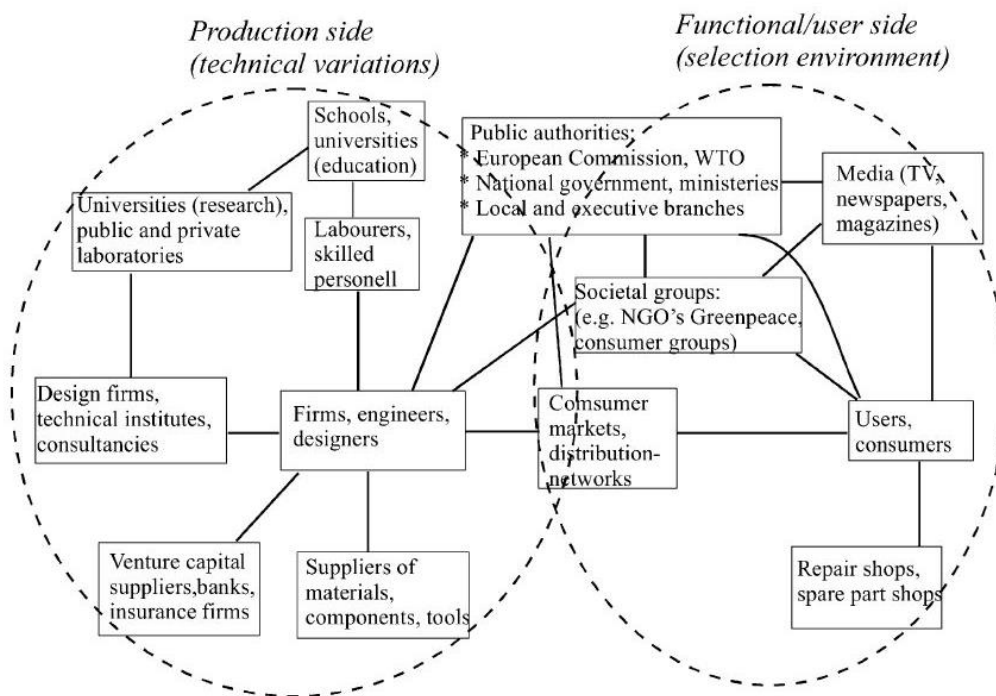 Production side
(technical variations)
Functional/user side
(selection environment)
Schools,
universities
(education)
Public authorities:
* European Commission, WTO
* National government, ministeries
* Local and executive branches
Media (TV,
newspapers,
magazines)
Universities (research),
public and private
laboratories
Labourers,
skilled
personell
Societal groups:
(e.g. NGO's Greenpeace,
consumer groups)
Design firms,
technical institutes,
consultancies
Firms, engineers,
designers
Comsumer
markets,
distribution-
networks
Users,
consumers
Venture capital
suppliers,banks,
insurance firms
Suppliers of
materials,
components, tools
Repair shops,
spare part shops